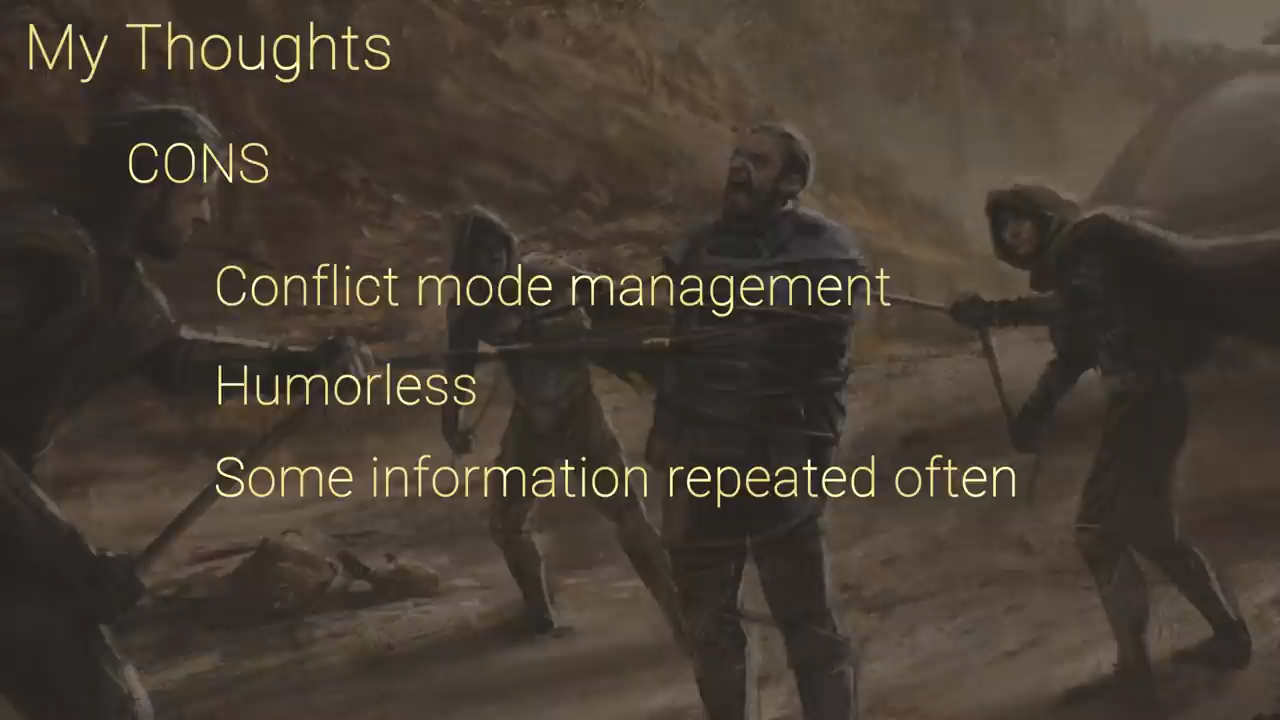 My Thoughts
CONS
Conflict mode management
Humorless
Some information repeated often